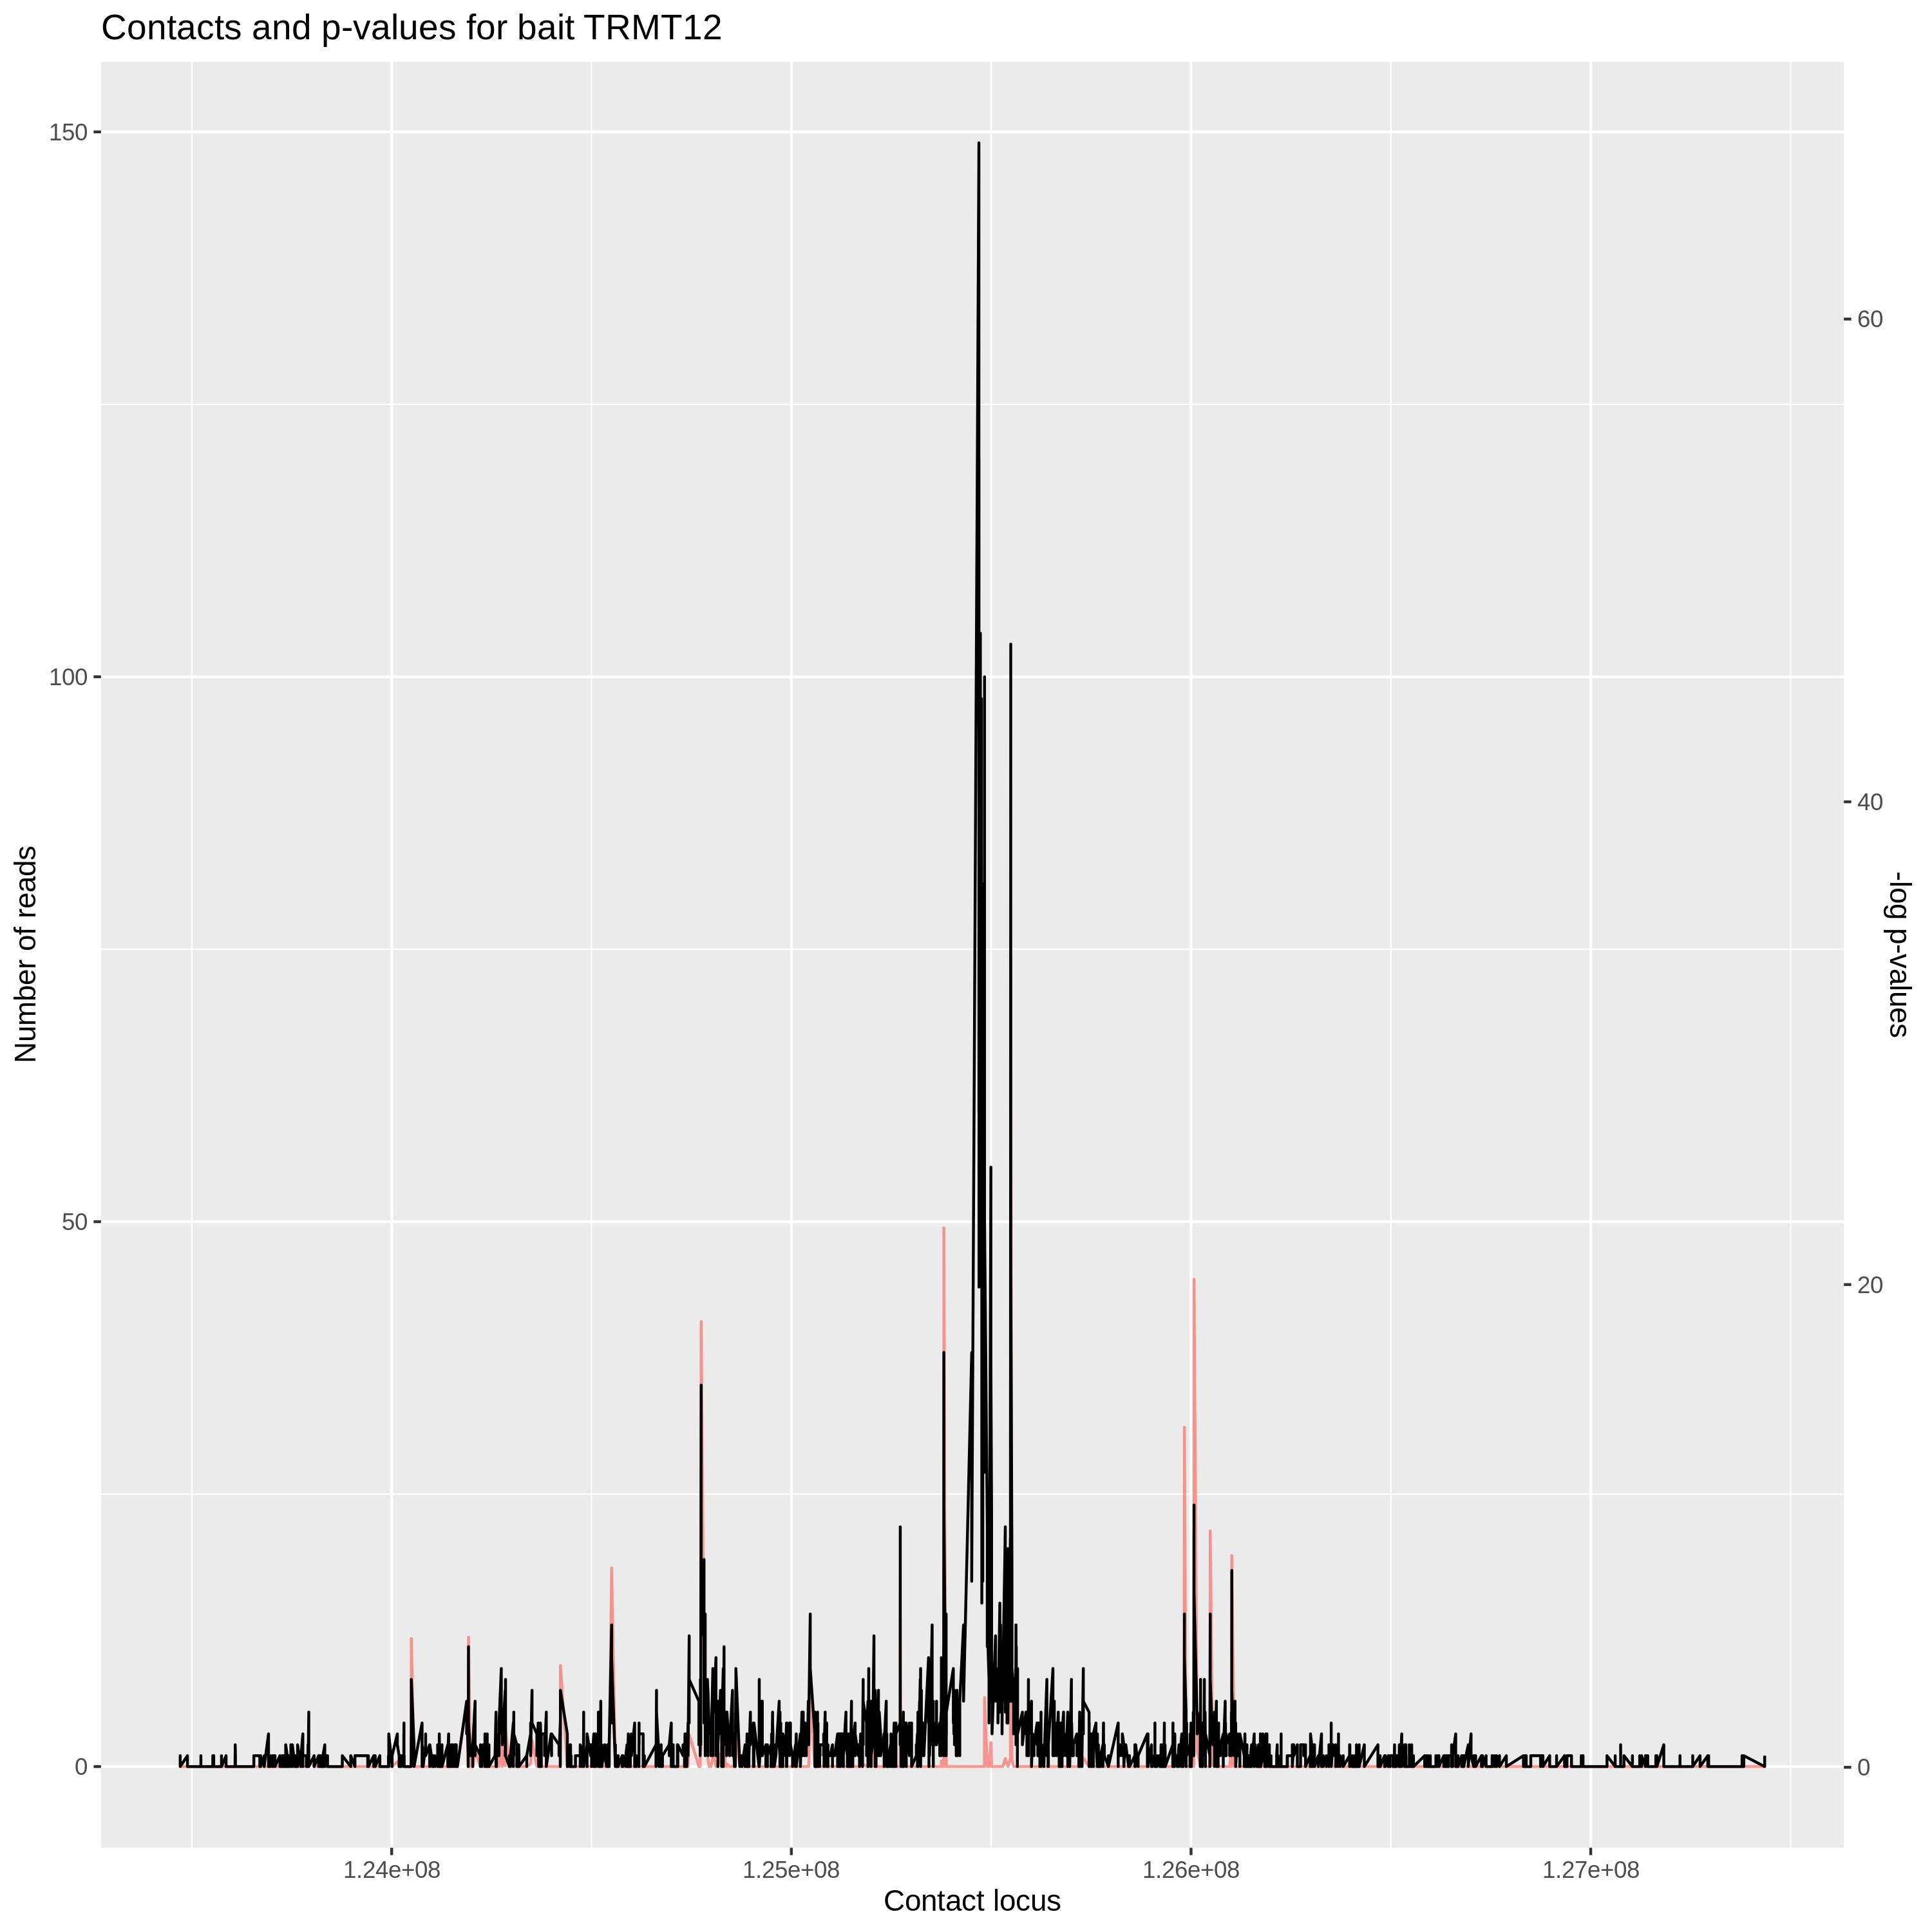 Contacts and p-values for bait TRMT12
150
100
50
0
60
40
20
0
Number of reads
-log p-values
1.24e+08
1.25e+08
1.26e+08
1.27e+08
Contact locus